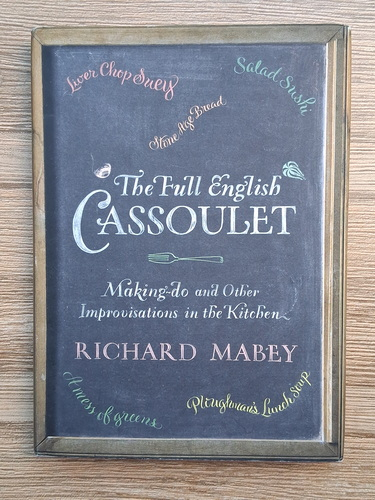 Liver Chop Suey
Salad Sushi
Stone Age Bread
The Full English
CASSOULET
Making-do and Other
Improvisations in the Kitchen
RICHARD MABEY
A mess of greens
Ploughman's Lunch Soup